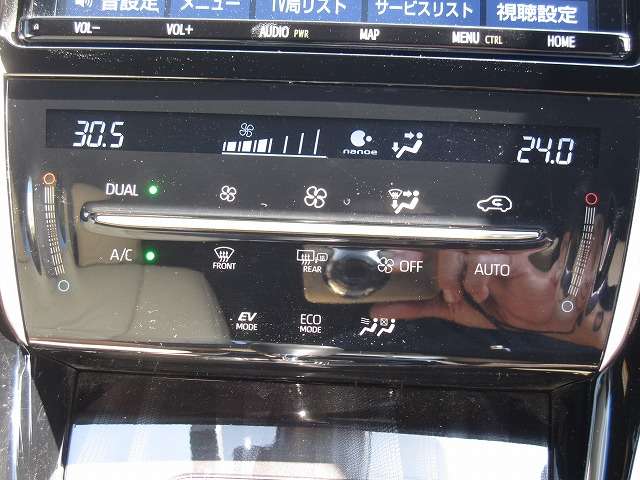 音設定 メニュー TV局リスト サービスリスト 視聴設定
VOL- VOL+ AUDIO PWR MAP MENU CTRL HOME
30.5 nanoe 24.0
DUAL
A/C FRONT REAR OFF AUTO
EV MODE ECO MODE